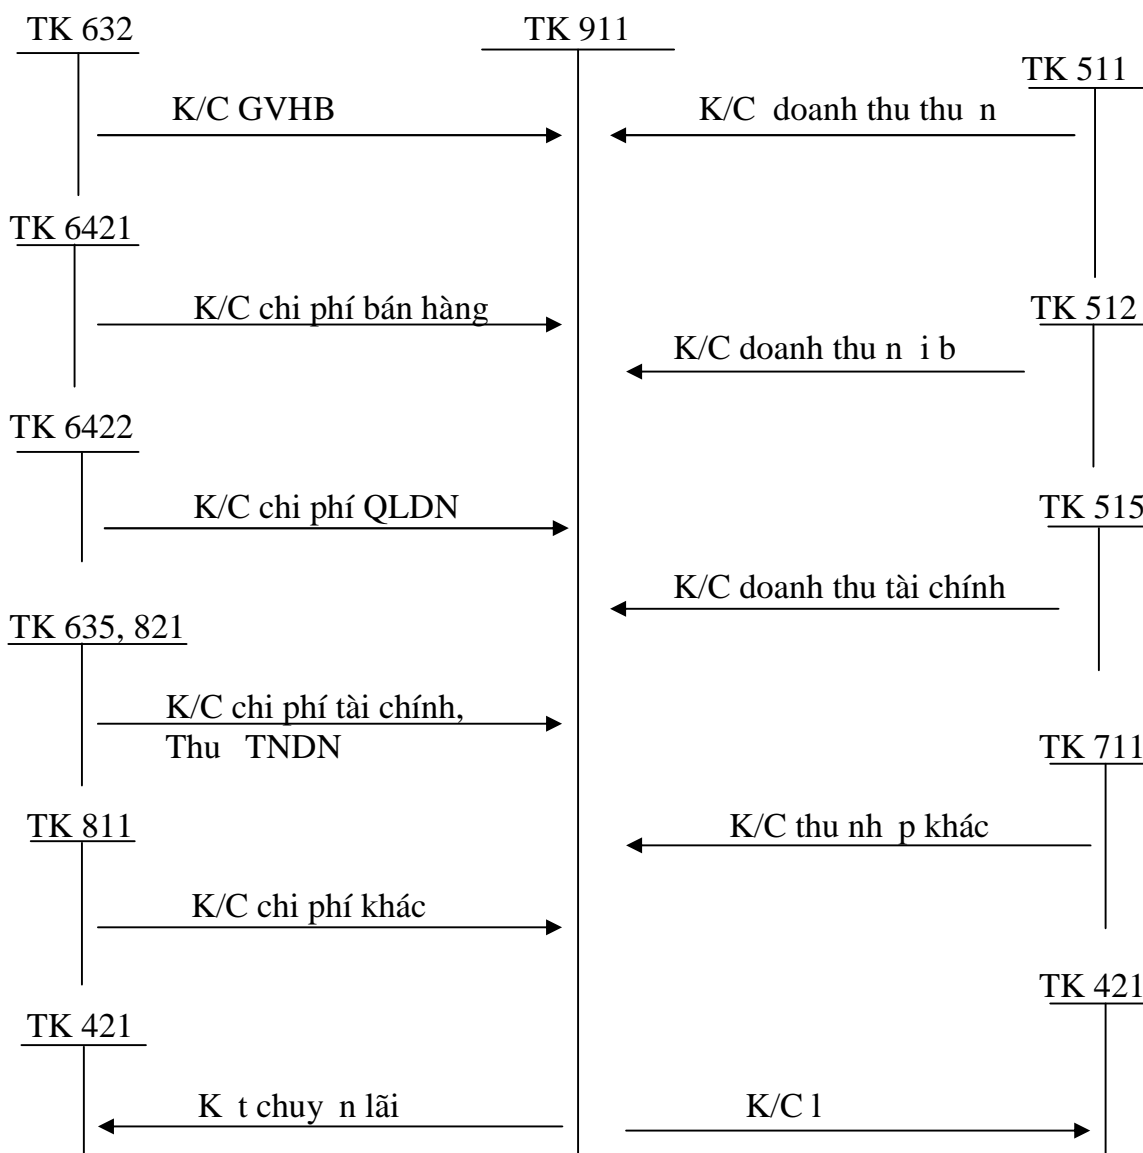 TK 632
TK 911
TK 511
K/C GVHB
K/C doanh thu thu n
TK 6421
K/C chi phí bán hàng
TK 512
K/C doanh thu n i b
TK 6422
K/C chi phí QLDN
TK 515
K/C doanh thu tài chính
TK 635, 821
K/C chi phí tài chính,
Thu TNDN
TK 711
TK 811
K/C thu nh p khác
K/C chi phí khác
TK 421
TK 421
K t chuy n lãi
K/C l